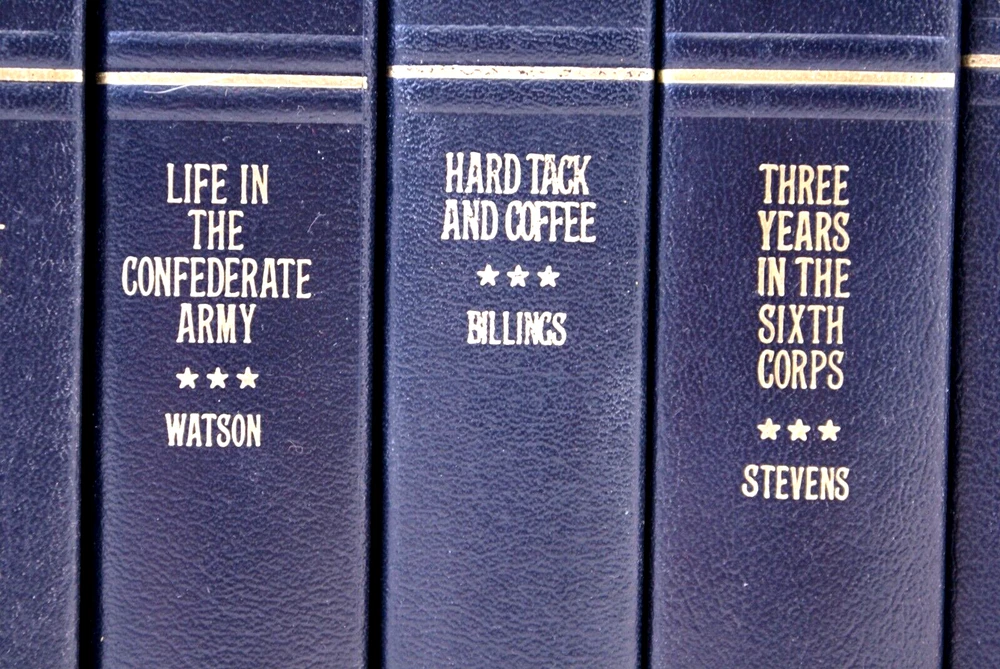 LIFE IN
THE
CONFEDERATE
ARMY
★★★
WATSON
HARD TACK
AND COFFEE
★★★
BILLINGS
THREE
YEARS
IN THE
SIXTH
CORPS
★★★
STEVENS